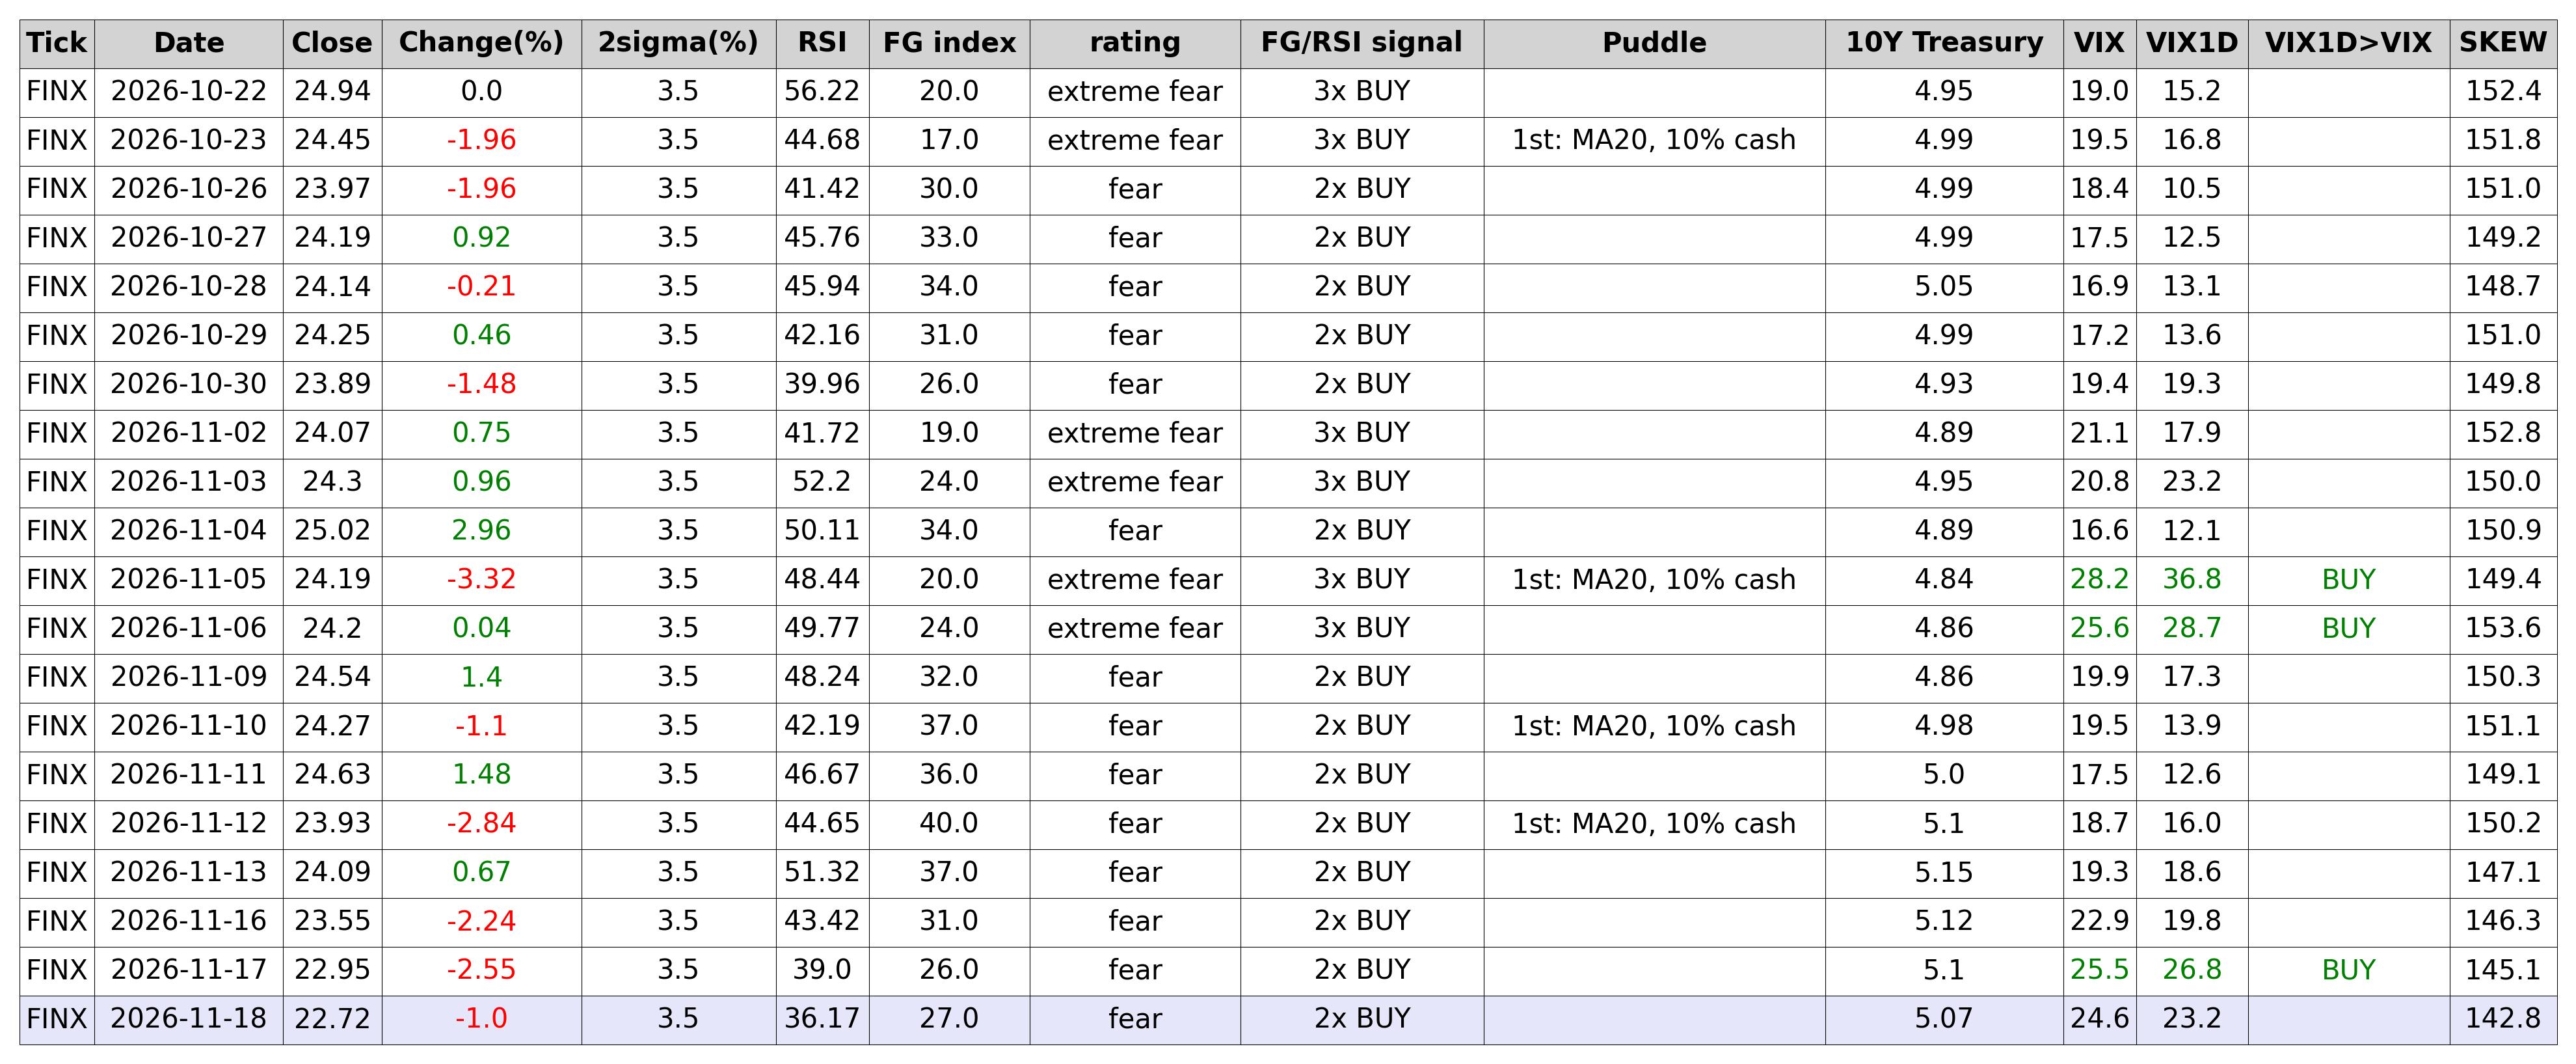 Tick Date Close Change(%) 2sigma(%) RSI FG index rating FG/RSI signal Puddle 10Y Treasury VIX VIX1D VIX1D>VIX SKEW
FINX 2026-10-22 24.94 0.0 3.5 56.22 20.0 extreme fear 3x BUY 4.95 19.0 15.2 152.4
FINX 2026-10-23 24.45 -1.96 3.5 44.68 17.0 extreme fear 3x BUY 1st: MA20, 10% cash 4.99 19.5 16.8 151.8
FINX 2026-10-26 23.97 -1.96 3.5 41.42 30.0 fear 2x BUY 4.99 18.4 10.5 151.0
FINX 2026-10-27 24.19 0.92 3.5 45.76 33.0 fear 2x BUY 4.99 17.5 12.5 149.2
FINX 2026-10-28 24.14 -0.21 3.5 45.94 34.0 fear 2x BUY 5.05 16.9 13.1 148.7
FINX 2026-10-29 24.25 0.46 3.5 42.16 31.0 fear 2x BUY 4.99 17.2 13.6 151.0
FINX 2026-10-30 23.89 -1.48 3.5 39.96 26.0 fear 2x BUY 4.93 19.4 19.3 149.8
FINX 2026-11-02 24.07 0.75 3.5 41.72 19.0 extreme fear 3x BUY 4.89 21.1 17.9 152.8
FINX 2026-11-03 24.3 0.96 3.5 52.2 24.0 extreme fear 3x BUY 4.95 20.8 23.2 150.0
FINX 2026-11-04 25.02 2.96 3.5 50.11 34.0 fear 2x BUY 4.89 16.6 12.1 150.9
FINX 2026-11-05 24.19 -3.32 3.5 48.44 20.0 extreme fear 3x BUY 1st: MA20, 10% cash 4.84 28.2 36.8 BUY 149.4
FINX 2026-11-06 24.2 0.04 3.5 49.77 24.0 extreme fear 3x BUY 4.86 25.6 28.7 BUY 153.6
FINX 2026-11-09 24.54 1.4 3.5 48.24 32.0 fear 2x BUY 4.86 19.9 17.3 150.3
FINX 2026-11-10 24.27 -1.1 3.5 42.19 37.0 fear 2x BUY 1st: MA20, 10% cash 4.98 19.5 13.9 151.1
FINX 2026-11-11 24.63 1.48 3.5 46.67 36.0 fear 2x BUY 5.0 17.5 12.6 149.1
FINX 2026-11-12 23.93 -2.84 3.5 44.65 40.0 fear 2x BUY 1st: MA20, 10% cash 5.1 18.7 16.0 150.2
FINX 2026-11-13 24.09 0.67 3.5 51.32 37.0 fear 2x BUY 5.15 19.3 18.6 147.1
FINX 2026-11-16 23.55 -2.24 3.5 43.42 31.0 fear 2x BUY 5.12 22.9 19.8 146.3
FINX 2026-11-17 22.95 -2.55 3.5 39.0 26.0 fear 2x BUY 5.1 25.5 26.8 BUY 145.1
FINX 2026-11-18 22.72 -1.0 3.5 36.17 27.0 fear 2x BUY 5.07 24.6 23.2 142.8